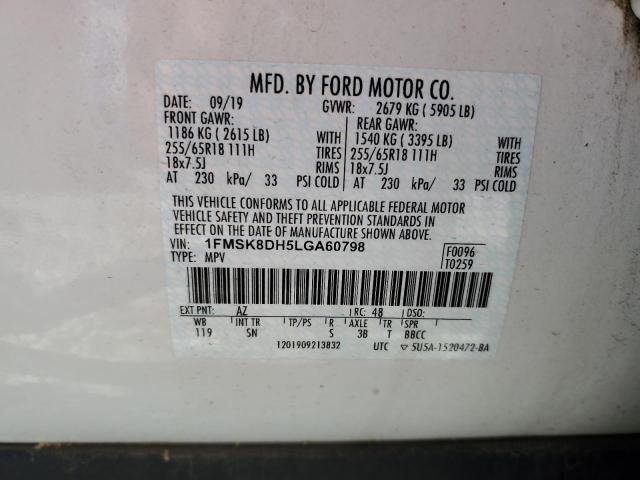 MFD. BY FORD MOTOR CO.
DATE: 09/19 GVWR: 2679 KG ( 5905 LB)
FRONT GAWR: REAR GAWR:
1186 KG ( 2615 LB) WITH 1540 KG ( 3395 LB) WITH
255/65R18 111H TIRES 255/65R18 111H TIRES
18x7.5J RIMS 18x7.5J RIMS
AT 230 kPa/ 33 PSI COLD AT 230 kPa/ 33 PSI COLD
THIS VEHICLE CONFORMS TO ALL APPLICABLE FEDERAL MOTOR
VEHICLE SAFETY AND THEFT PREVENTION STANDARDS IN
EFFECT ON THE DATE OF MANUFACTURE SHOWN ABOVE.
VIN: 1FMSK8DH5LGA60798 F0096
TYPE: MPV T0259
EXT PNT: AZ RC: 48 DSO:
WB INT TR TP/PS R AXLE TR SPR
119 SN S 3B T BBCC
1201909213832 UTC 5U5A-1520472-BA